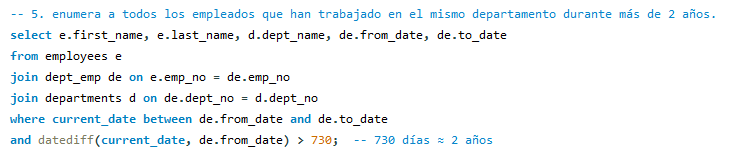 -- 5. enumera a todos los empleados que han trabajado en el mismo departamento durante más de 2 años.
select e.first_name, e.last_name, d.dept_name, de.from_date, de.to_date
from employees e
join dept_emp de on e.emp_no = de.emp_no
join departments d on de.dept_no = d.dept_no
where current_date between de.from_date and de.to_date
and datediff(current_date, de.from_date) > 730;  -- 730 días ≈ 2 años